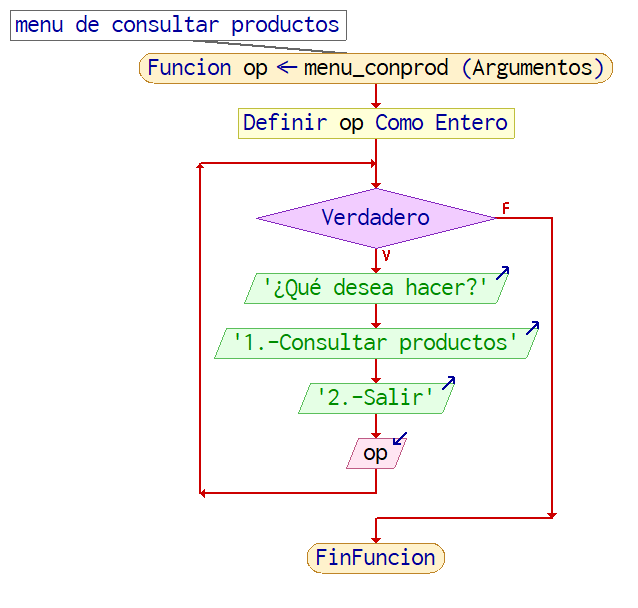 menu de consultar productos
Funcion op ← menu_conprod (Argumentos)
Definir op Como Entero
Verdadero
F
V
'¿Qué desea hacer?'
'1.-Consultar productos'
'2.-Salir'
op
FinFuncion